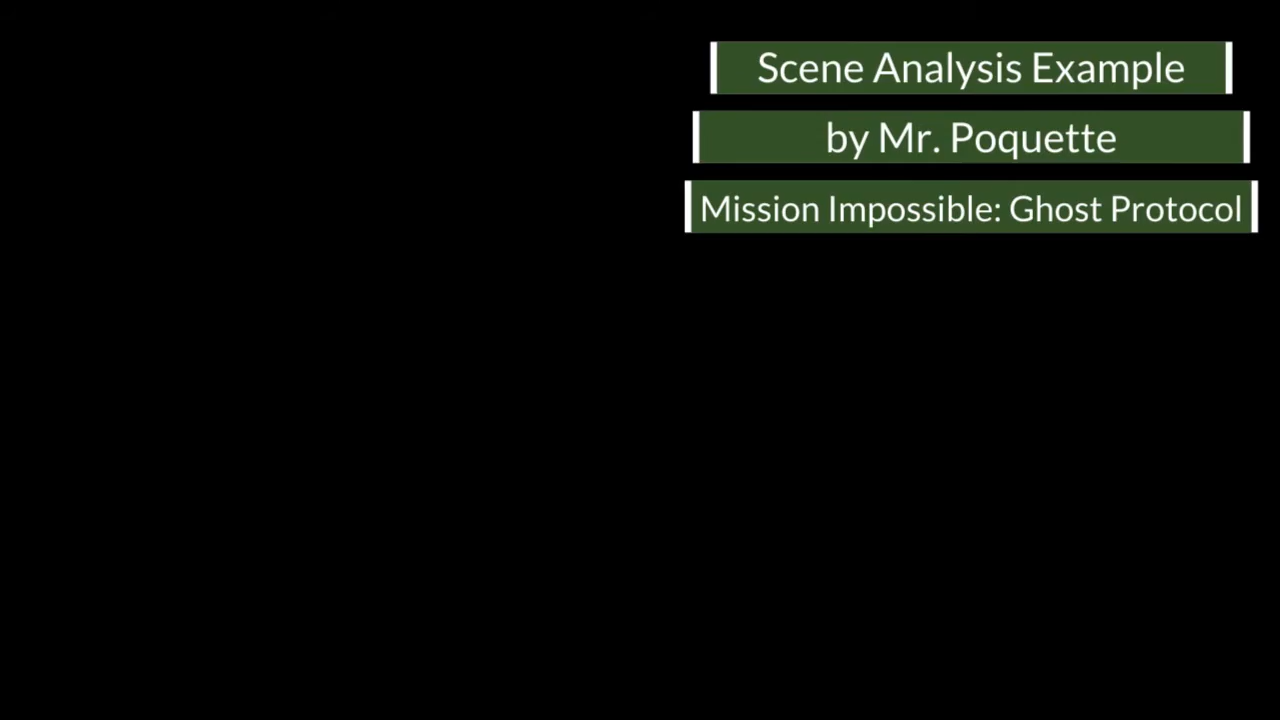 Scene Analysis Example
by Mr. Poquette
Mission Impossible: Ghost Protocol